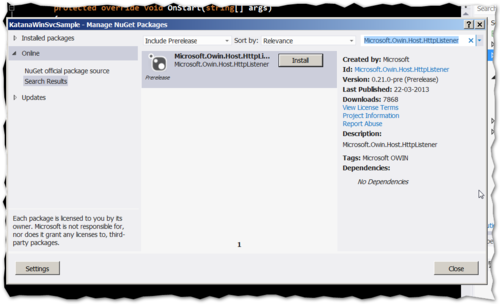 protected override void OnStart(string[] args)
Search
KatanaWinSvcSample - Manage NuGet Packages
Installed packages
Online
NuGet official package source
Search Results
Updates
Include Prerelease
Sort by:
Relevance
Microsoft.Owin.Host.HttpListener
Microsoft.Owin.Host.HttpLi...
Microsoft.Owin.Host.HttpListener
Install
Prerelease
Created by: Microsoft
Id: Microsoft.Owin.Host.HttpListener
Version: 0.21.0-pre (Prerelease)
Last Published: 22-03-2013
Downloads: 7868
View License Terms
Project Information
Report Abuse
Description:
Microsoft.Owin.Host.HttpListener
Tags: Microsoft OWIN
Dependencies:
No Dependencies
Each package is licensed to you by its
owner. Microsoft is not responsible for,
nor does it grant any licenses to, third-
party packages.
1
Settings
Close